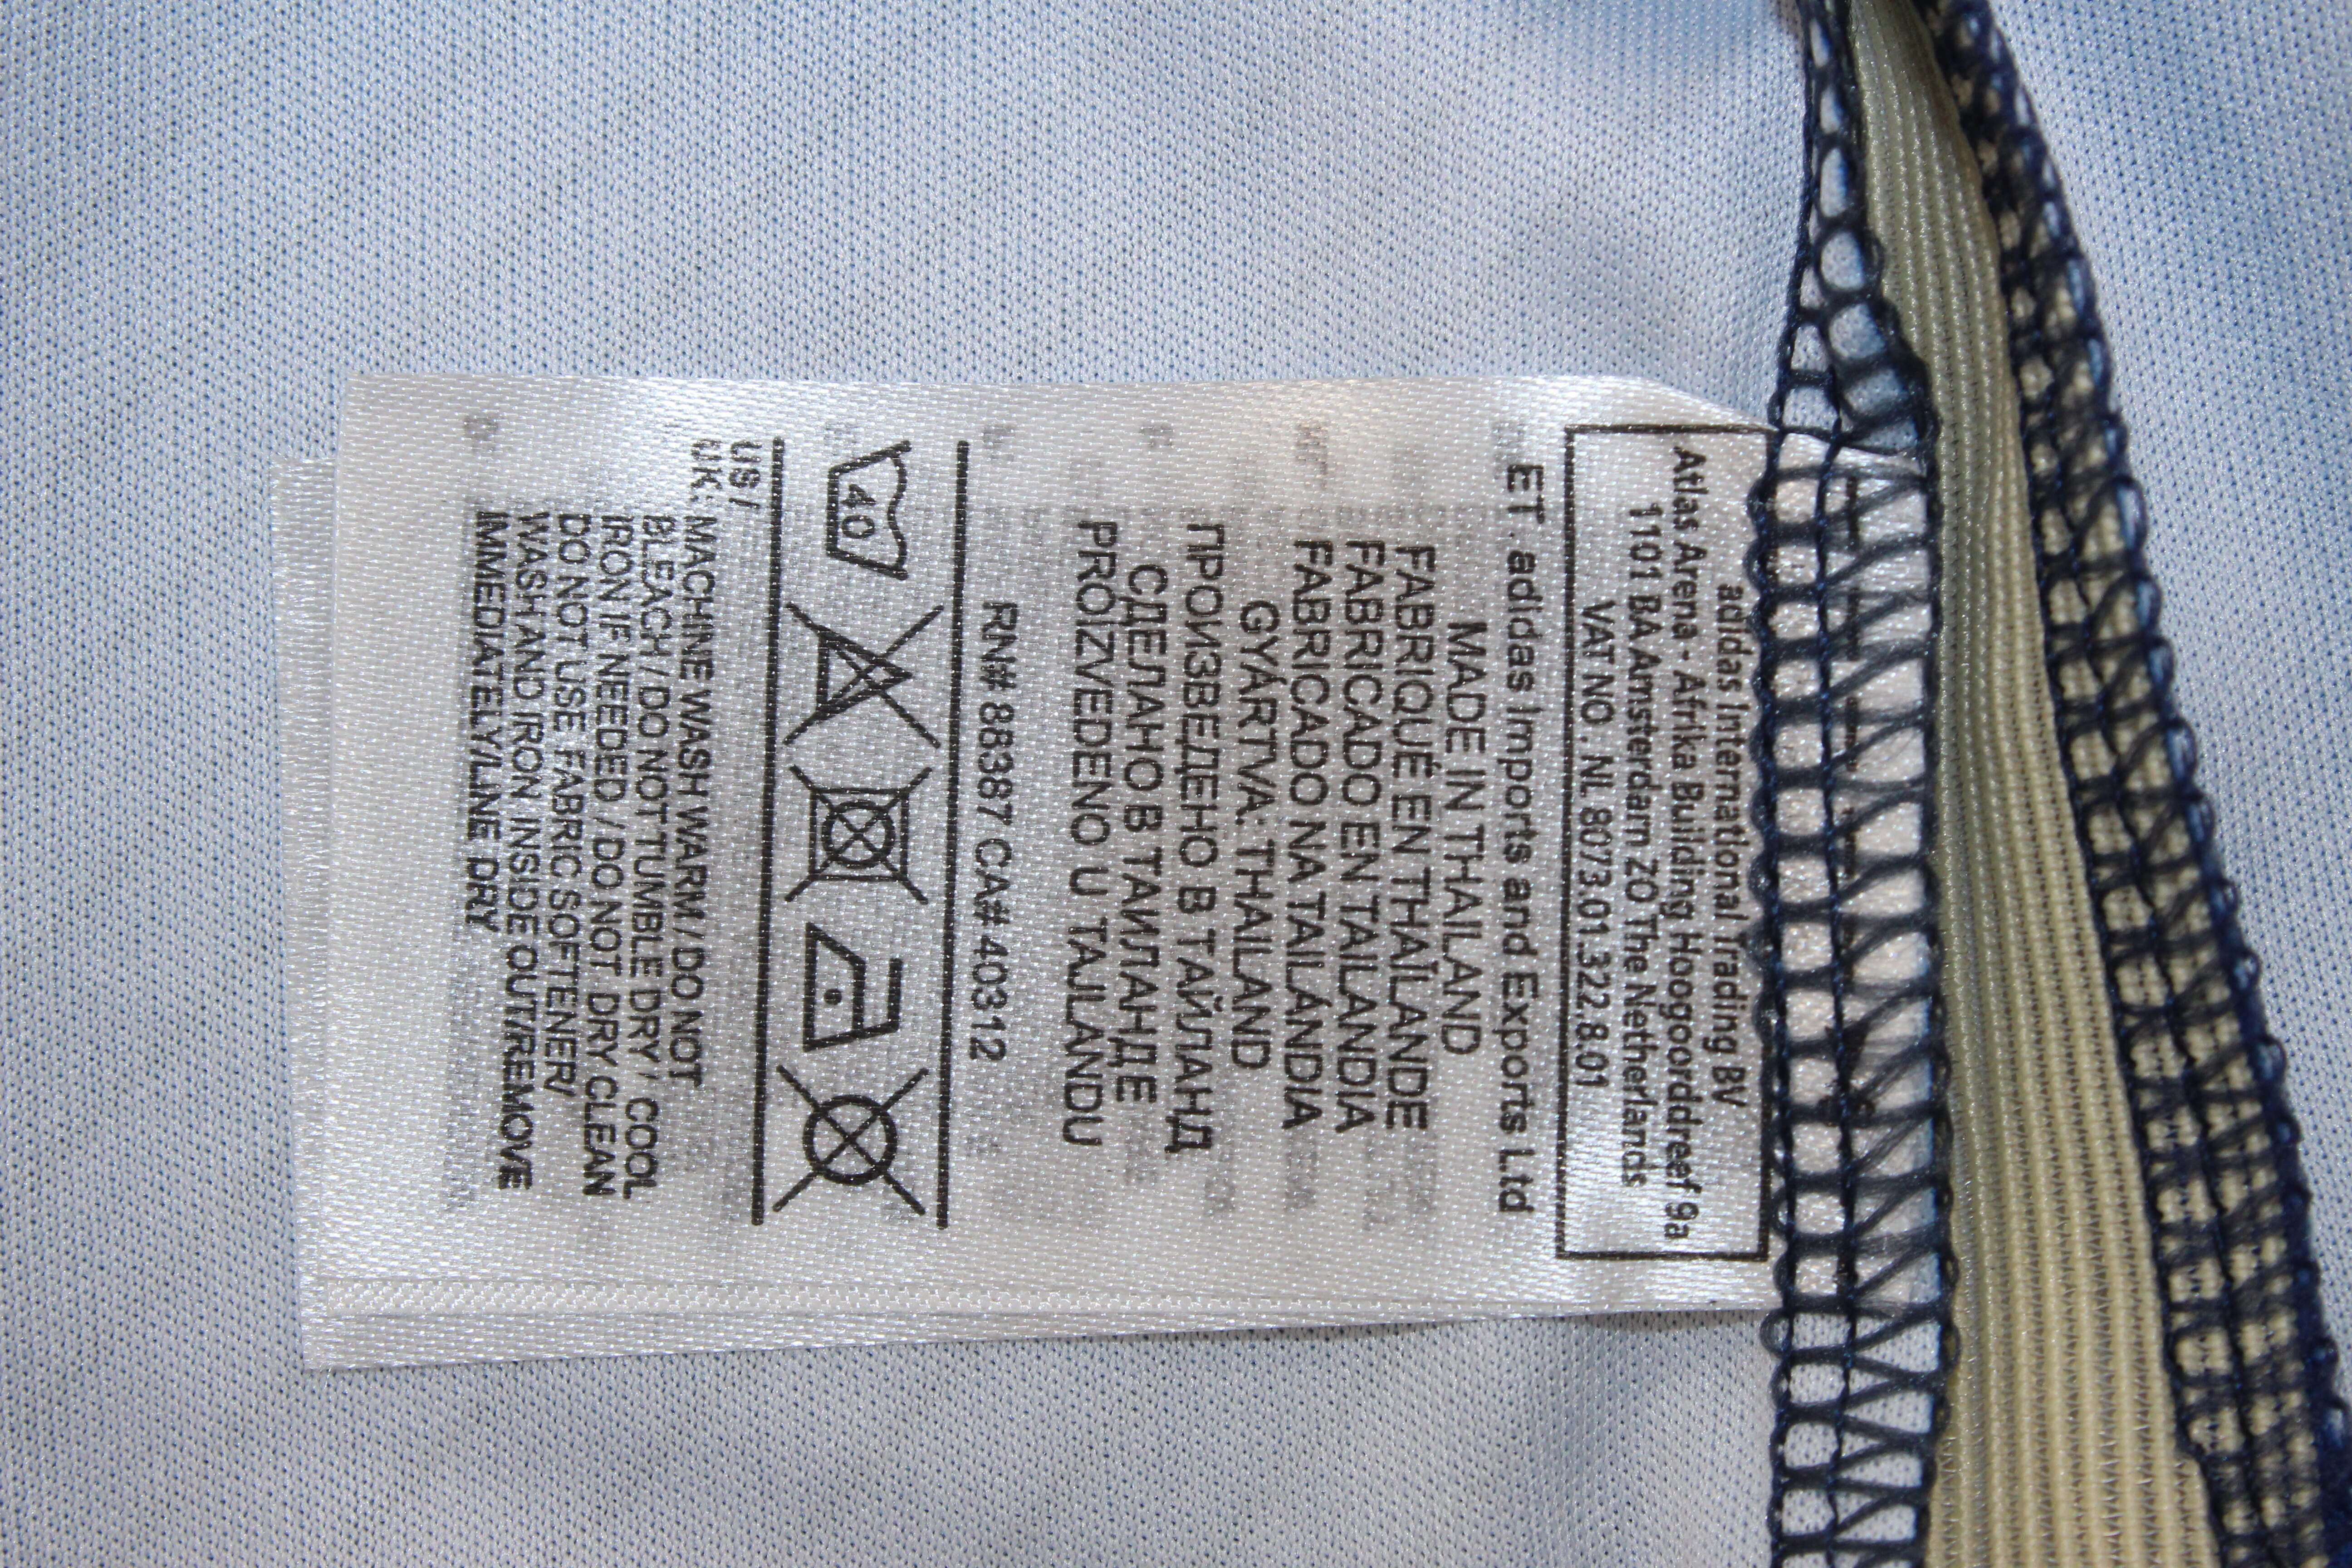 adidas International Trading BV
Atlas Arena - Afrika Building, Hoogoorddreef 9a
1101 BA Amsterdam ZO The Netherlands
VAT NO. NL 8073.01.322.B.01
ET. adidas Imports and Exports Ltd
MADE IN THAILAND
FABRIQUÉ EN THAÏLANDE
FABRICADO EN TAILANDIA
FABRICADO NA TAILÂNDIA
GYÁRTVA: THAILAND
ПРОИЗВЕДЕНО В ТАЙЛАНД
СДЕЛАНО В ТАИЛАНДЕ
PROIZVEDENO U TAJLANDU
RN# 88387 CA# 40312
40
US /
UK: MACHINE WASH WARM / DO NOT
BLEACH / DO NOT TUMBLE DRY / COOL
IRON IF NEEDED / DO NOT DRY CLEAN
DO NOT USE FABRIC SOFTENER/
WASH AND IRON INSIDE OUT/REMOVE
IMMEDIATELY/LINE DRY